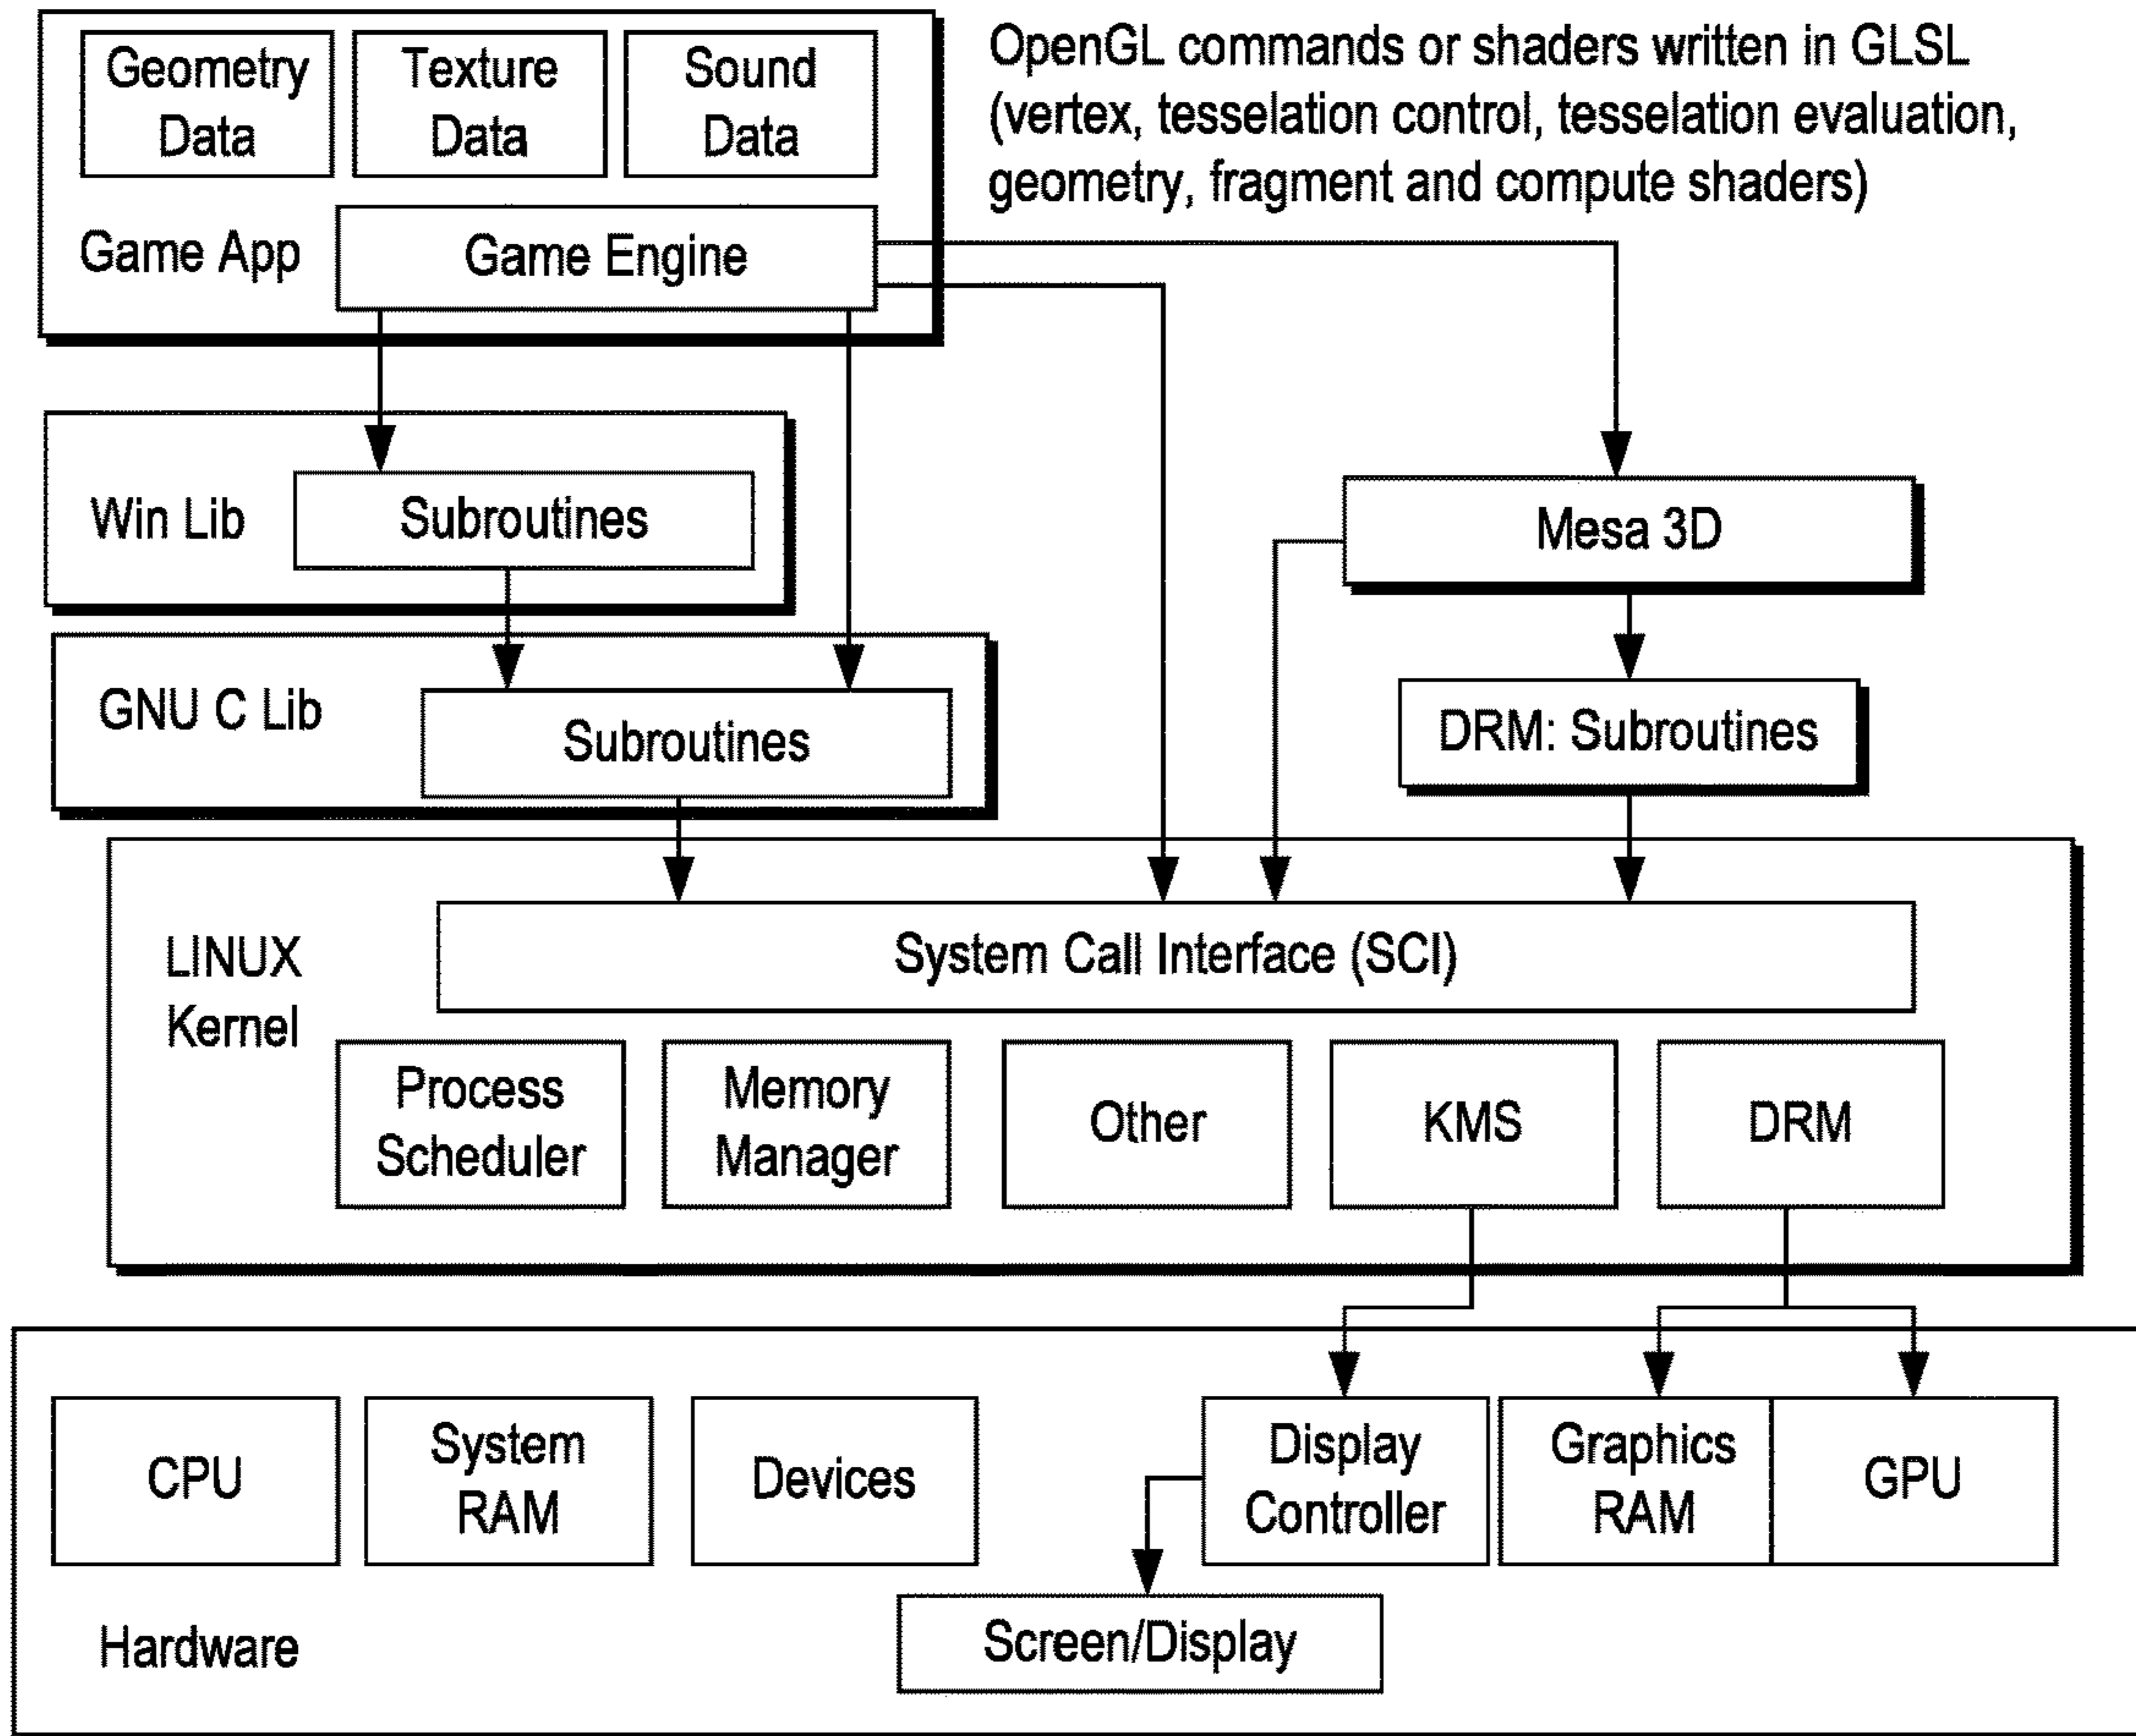 Geometry
Data
Texture
Data
Sound
Data
OpenGL commands or shaders written in GLSL
(vertex, tesselation control, tesselation evaluation,
geometry, fragment and compute shaders)
Game App
Game Engine
Win Lib
Subroutines
Mesa 3D
GNU C Lib
Subroutines
DRM: Subroutines
LINUX
Kernel
System Call Interface (SCI)
Process
Scheduler
Memory
Manager
Other
KMS
DRM
CPU
System
RAM
Devices
Display
Controller
Graphics
RAM
GPU
Hardware
Screen/Display